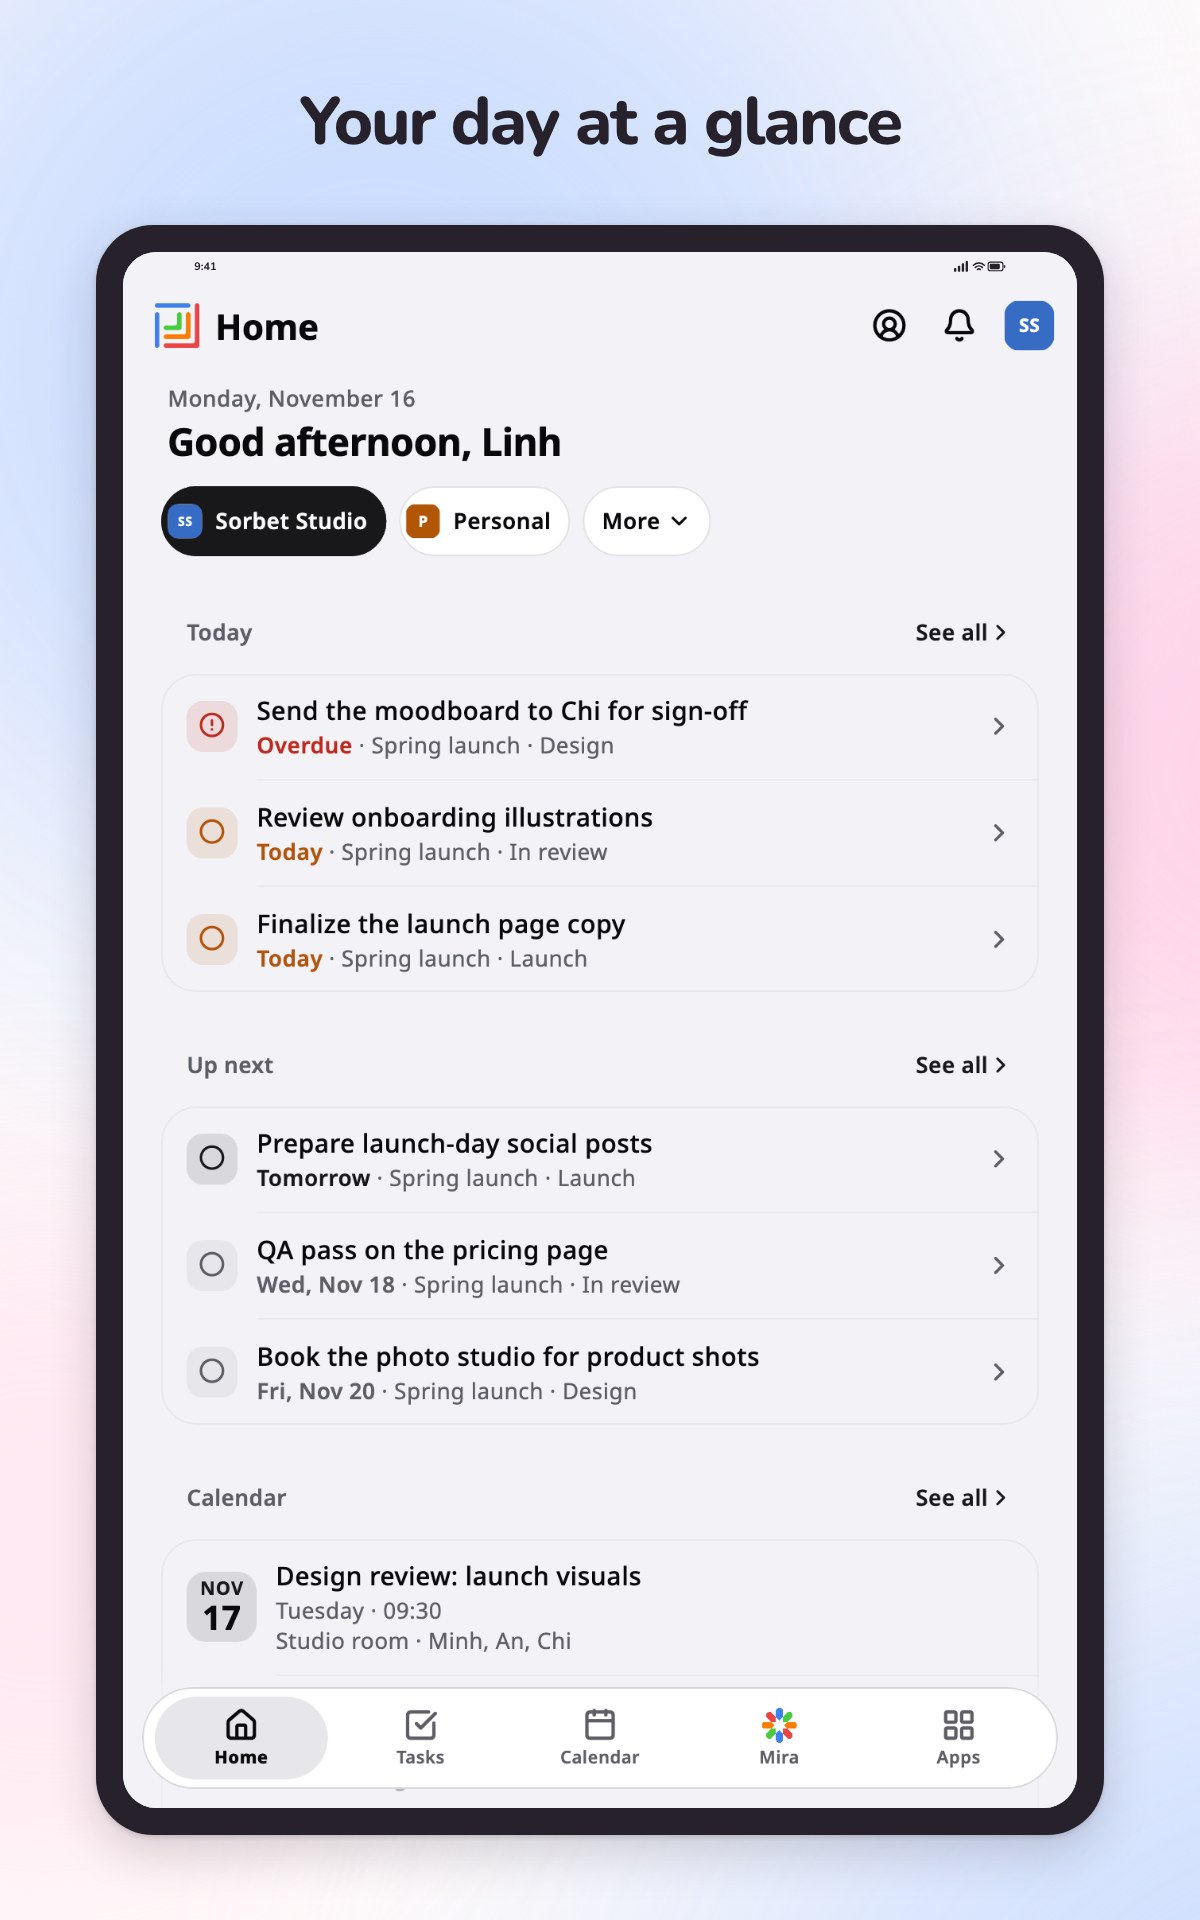 Your day at a glance
9:41
Home
SS
Monday, November 16
Good afternoon, Linh
SS Sorbet Studio
P Personal
More
Today
See all
Send the moodboard to Chi for sign-off
Overdue · Spring launch · Design
Review onboarding illustrations
Today · Spring launch · In review
Finalize the launch page copy
Today · Spring launch · Launch
Up next
See all
Prepare launch-day social posts
Tomorrow · Spring launch · Launch
QA pass on the pricing page
Wed, Nov 18 · Spring launch · In review
Book the photo studio for product shots
Fri, Nov 20 · Spring launch · Design
Calendar
See all
NOV
17
Design review: launch visuals
Tuesday · 09:30
Studio room · Minh, An, Chi
Home
Tasks
Calendar
Mira
Apps